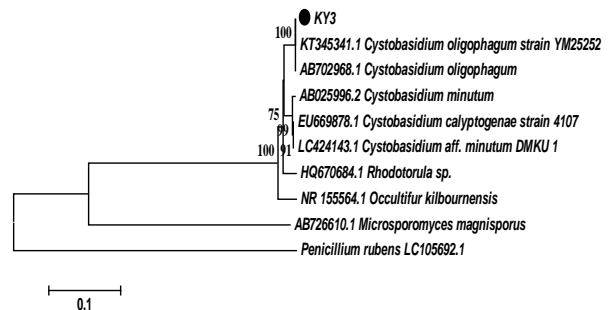 KY3
100
KT345341.1 Cystobasidium oligophagum strain YM25252
AB702968.1 Cystobasidium oligophagum
AB025996.2 Cystobasidium minutum
75
EU669878.1 Cystobasidium calyptogenae strain 4107
99
LC424143.1 Cystobasidium aff. minutum DMKU 1
100 91
HQ670684.1 Rhodotorula sp.
NR 155564.1 Occultifur kilbournensis
AB726610.1 Microsporomyces magnisporus
Penicillium rubens LC105692.1
0.1